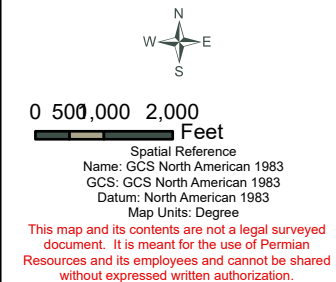 N
W E
S
0 500 1,000 2,000
Feet
Spatial Reference
Name: GCS North American 1983
GCS: GCS North American 1983
Datum: North American 1983
Map Units: Degree
This map and its contents are not a legal surveyed
document. It is meant for the use of Permian
Resources and its employees and cannot be shared
without expressed written authorization.